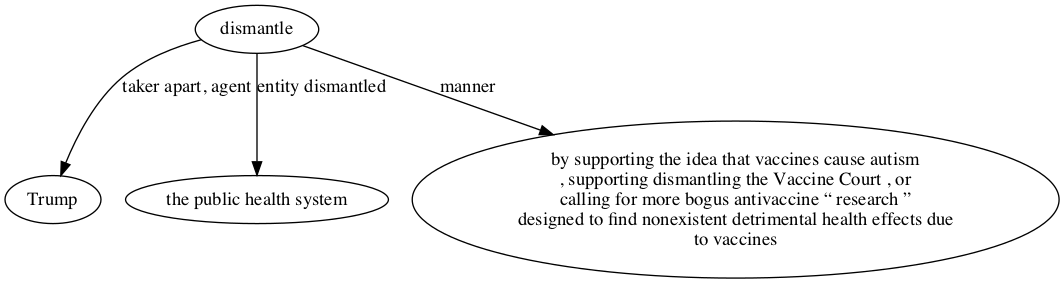 dismantle
taker apart, agent
entity dismantled
manner
Trump
the public health system
by supporting the idea that vaccines cause autism
, supporting dismantling the Vaccine Court , or
calling for more bogus antivaccine “ research ”
designed to find nonexistent detrimental health effects due
to vaccines